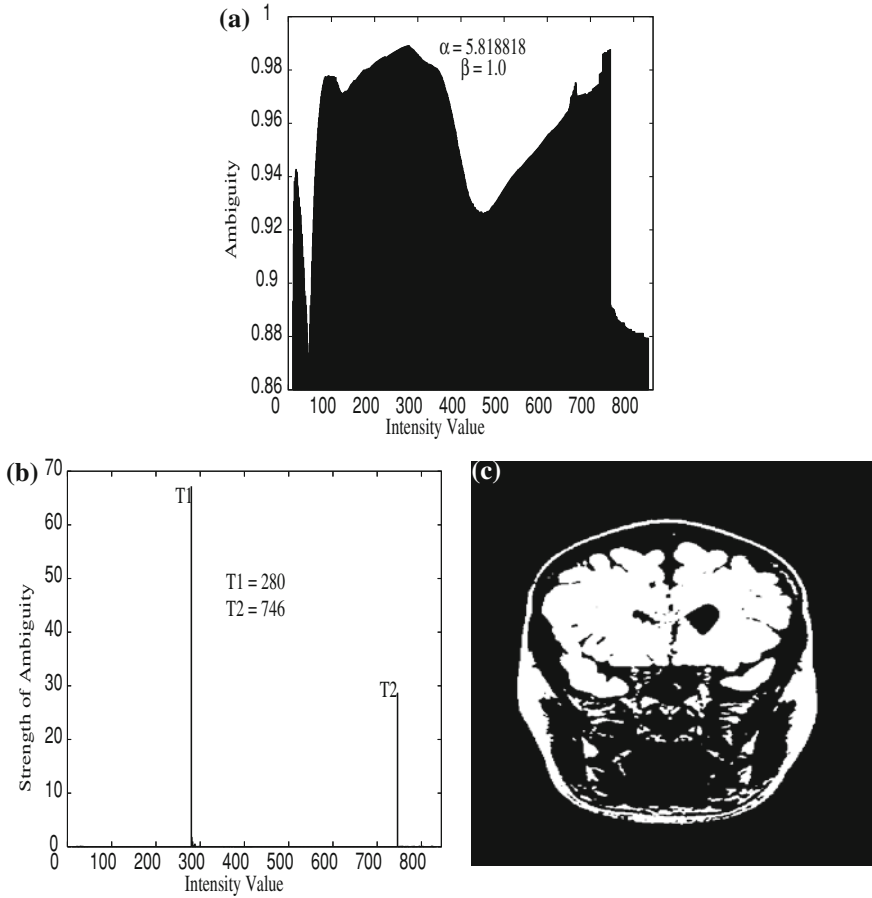 (a)
1
0.98
0.96
0.94
0.92
0.9
0.88
0.86
Ambiguity
α = 5.818818
β = 1.0
0 100 200 300 400 500 600 700 800
Intensity Value
(b)
70
60
50
40
30
20
10
0
Strength of Ambiguity
T1
T1 = 280
T2 = 746
T2
0 100 200 300 400 500 600 700 800
Intensity Value
(c)